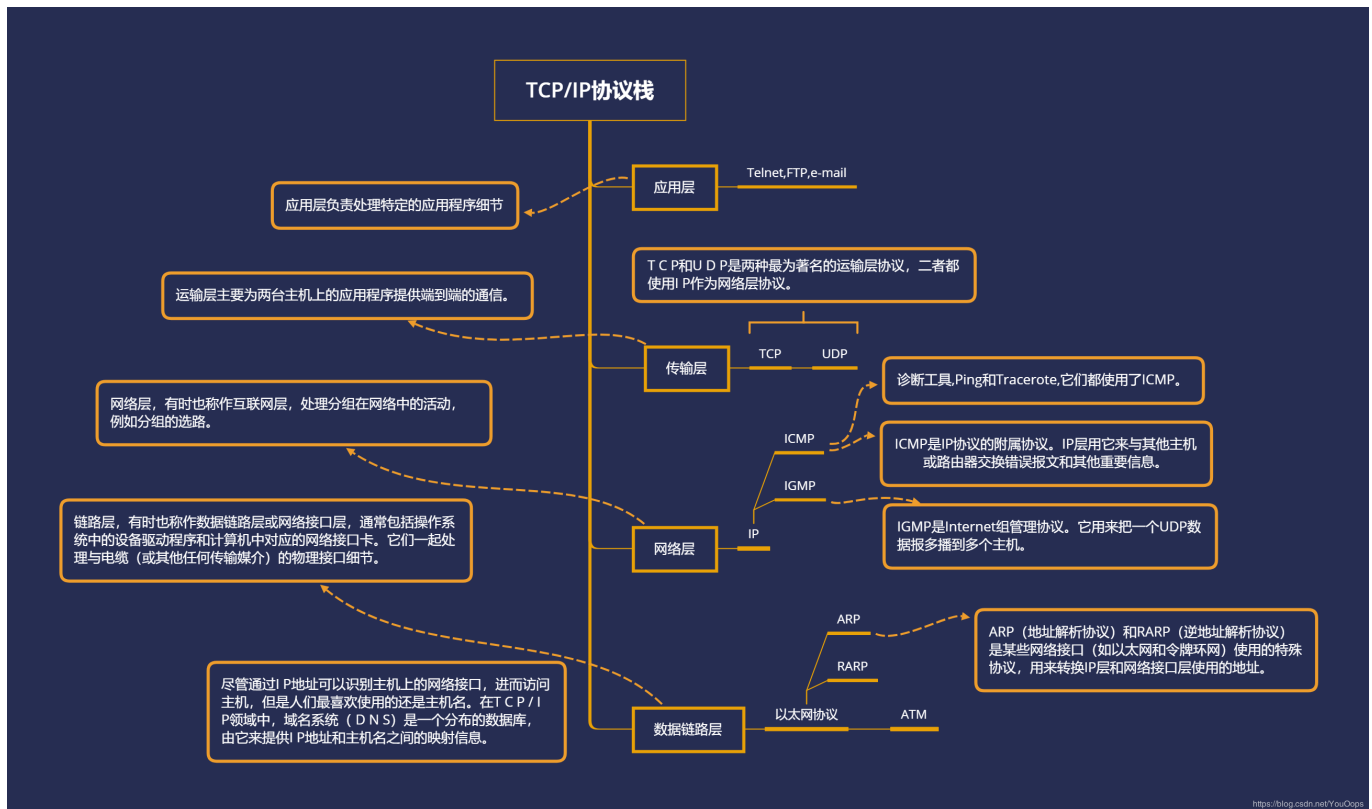 TCP/IP协议栈
应用层
Telnet,FTP,e-mail
应用层负责处理特定的应用程序细节
T C P和U D P是两种最为著名的运输层协议，二者都
使用I P作为网络层协议。
运输层主要为两台主机上的应用程序提供端到端的通信。
传输层
TCP
UDP
诊断工具,Ping和Tracerote,它们都使用了ICMP。
网络层，有时也称作互联网层，处理分组在网络中的活动，
例如分组的选路。
ICMP
ICMP是IP协议的附属协议。IP层用它来与其他主机
或路由器交换错误报文和其他重要信息。
IGMP
IGMP是Internet组管理协议。它用来把一个UDP数
据报多播到多个主机。
链路层，有时也称作数据链路层或网络接口层，通常包括操作系
统中的设备驱动程序和计算机中对应的网络接口卡。它们一起处
理与电缆（或其他任何传输媒介）的物理接口细节。
网络层
IP
ARP
ARP（地址解析协议）和RARP（逆地址解析协议）
是某些网络接口（如以太网和令牌环网）使用的特殊
协议，用来转换IP层和网络接口层使用的地址。
RARP
尽管通过I P地址可以识别主机上的网络接口，进而访问
主机，但是人们最喜欢使用的还是主机名。在T C P / I
P领域中，域名系统（ D N S）是一个分布的数据库，
由它来提供I P地址和主机名之间的映射信息。
数据链路层
以太网协议
ATM
https://blog.csdn.net/YouOops